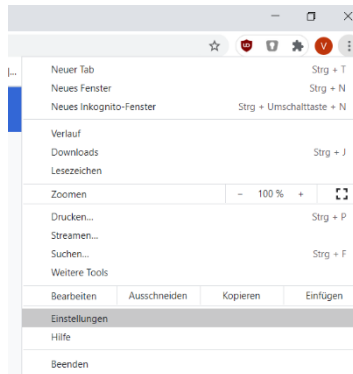 V
Neuer Tab Strg + T
Neues Fenster Strg + N
Neues Inkognito-Fenster Strg + Umschalttaste + N
Verlauf
Downloads Strg + J
Lesezeichen
Zoomen - 100 % +
Drucken... Strg + P
Streamen...
Suchen... Strg + F
Weitere Tools
Bearbeiten Ausschneiden Kopieren Einfügen
Einstellungen
Hilfe
Beenden